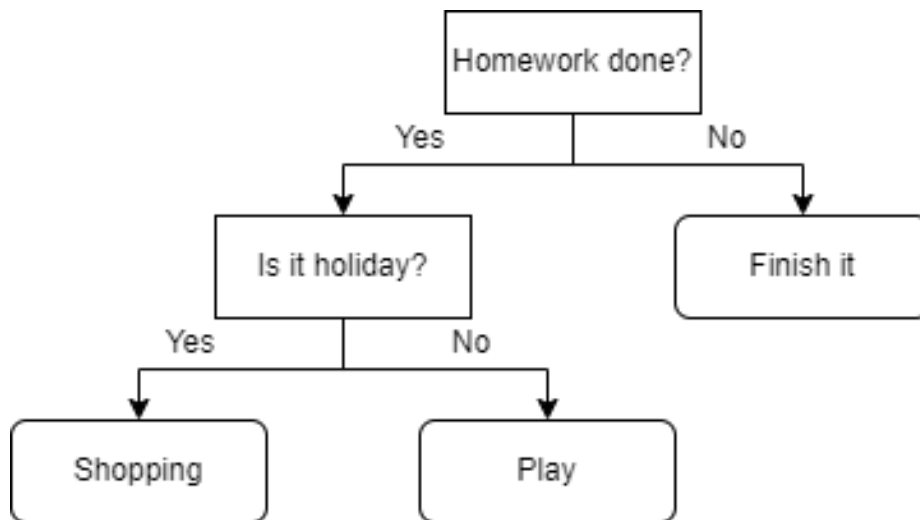 Homework done?
Yes
No
Is it holiday?
Finish it
Yes
No
Shopping
Play